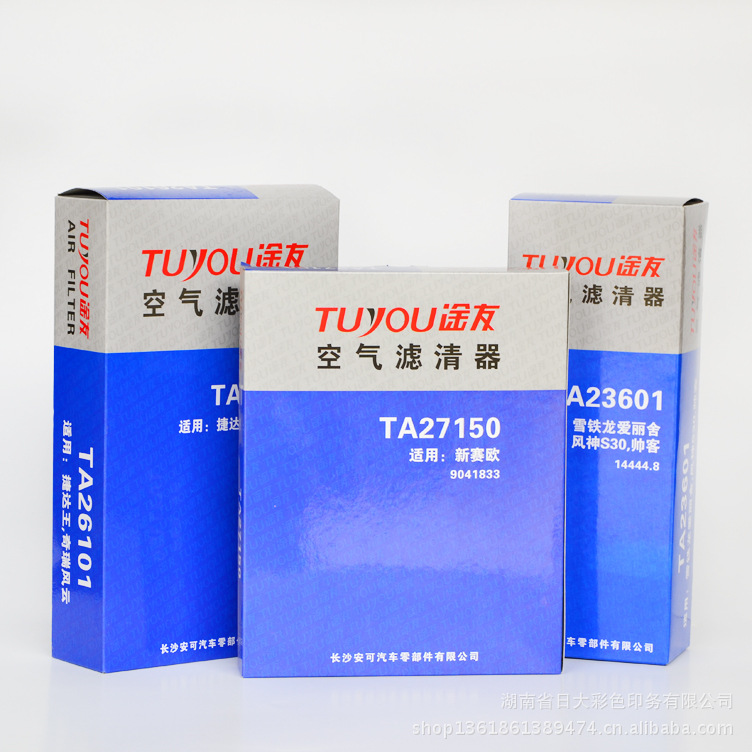 TUYOU途友
AIR FILTER
TA26101
适用：捷达王,奇瑞风云
TUYOU途友
空气滤
TA
适用：捷达
长沙安可汽车零部件
TUYOU途友
空气滤清器
TA27150
适用：新赛欧
9041833
长沙安可汽车零部件有限公司
TA27150
TUYOU途友
滤清器
A23601
雪铁龙爱丽舍
风神S30,帅客
14444.8
汽车零部件有限公司
TA23601
湖南省日大彩色印务有限公司
shop1361861389474.cn.alibaba.com